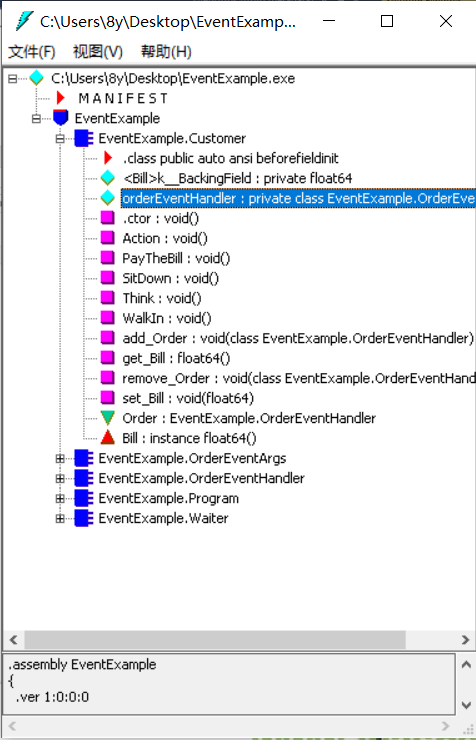 C:\Users\8y\Desktop\EventExamp...
文件(F) 视图(V) 帮助(H)
C:\Users\8y\Desktop\EventExample.exe
M A N I F E S T
EventExample
EventExample.Customer
.class public auto ansi beforefieldinit
<Bill>k__BackingField : private float64
orderEventHandler : private class EventExample.OrderEve
.ctor : void()
Action : void()
PayTheBill : void()
SitDown : void()
Think : void()
WalkIn : void()
add_Order : void(class EventExample.OrderEventHandler)
get_Bill : float64()
remove_Order : void(class EventExample.OrderEventHand
set_Bill : void(float64)
Order : EventExample.OrderEventHandler
Bill : instance float64()
EventExample.OrderEventArgs
EventExample.OrderEventHandler
EventExample.Program
EventExample.Waiter
.assembly EventExample
{
.ver 1:0:0:0